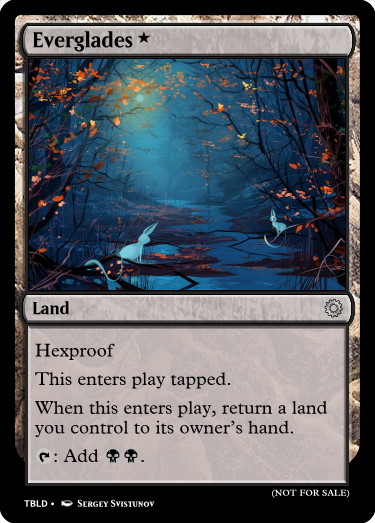 Everglades ★
Land
Hexproof
This enters play tapped.
When this enters play, return a land
you control to its owner's hand.
: Add .
(NOT FOR SALE)
TBLD • Sergey Svistunov